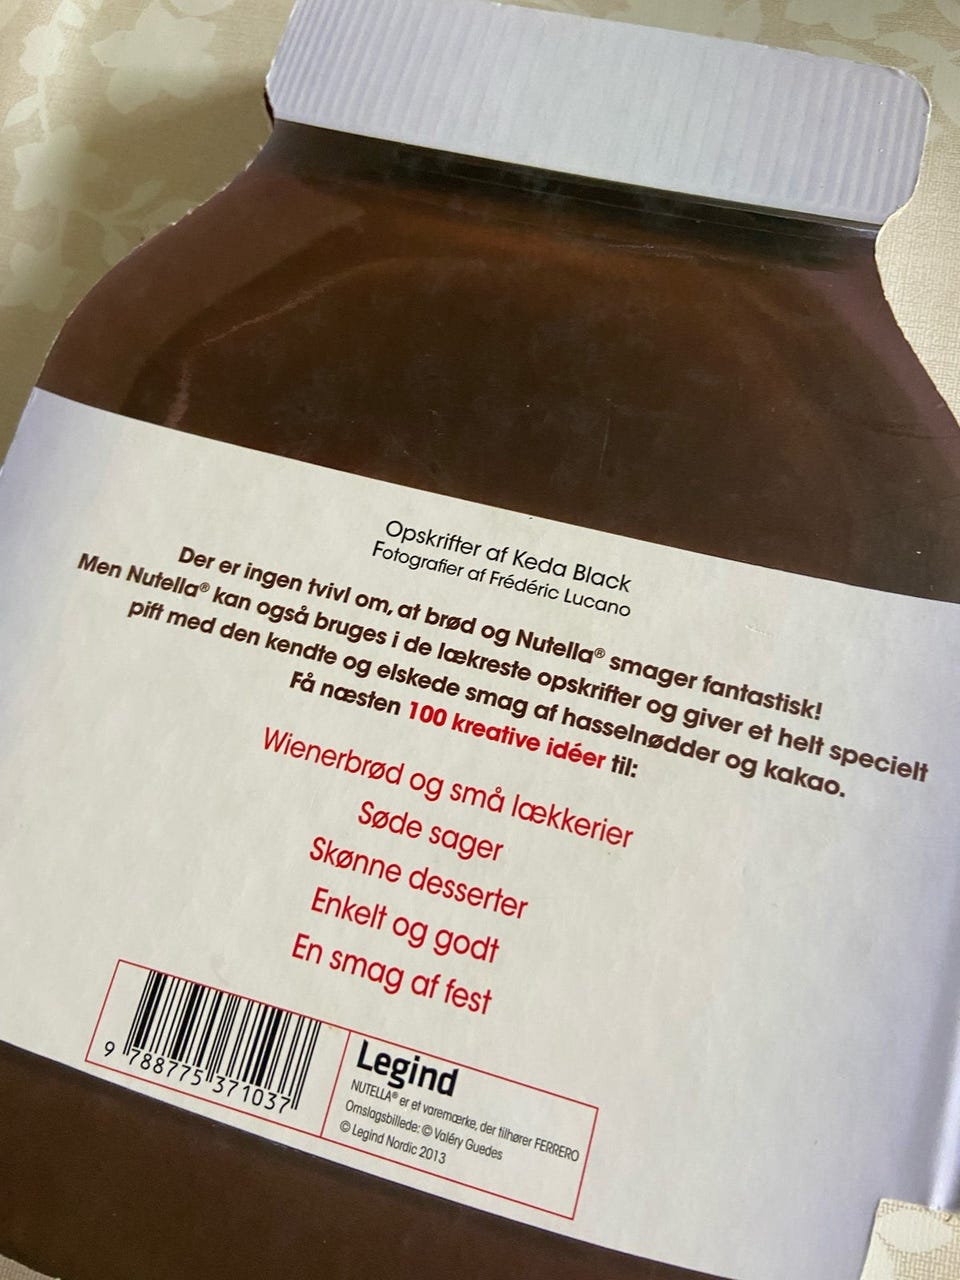 Opskrifter af Keda Black
Fotografier af Frédéric Lucano
Der er ingen tvivl om, at brød og Nutella® smager fantastisk!
Men Nutella® kan også bruges i de lækreste opskrifter og giver et helt specielt
pift med den kendte og elskede smag af hasselnødder og kakao.
Få næsten 100 kreative idéer til:
Wienerbrød og små lækkerier
Søde sager
Skønne desserter
Enkelt og godt
En smag af fest
9 788775 371037
Legind
NUTELLA® er et varemærke, der tilhører FERRERO
Omslagsbillede: © Valéry Guedes
© Legind Nordic 2013